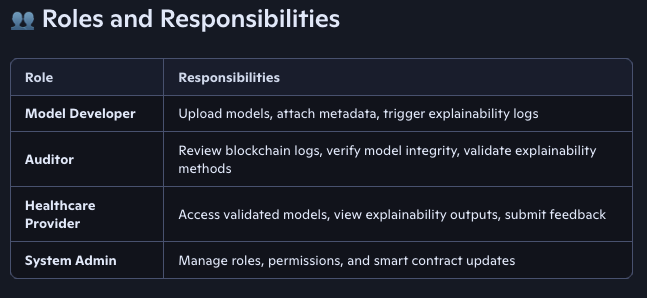 Roles and Responsibilities
Role Responsibilities
Model Developer Upload models, attach metadata, trigger explainability logs
Auditor Review blockchain logs, verify model integrity, validate explainability
methods
Healthcare
Provider Access validated models, view explainability outputs, submit feedback
System Admin Manage roles, permissions, and smart contract updates